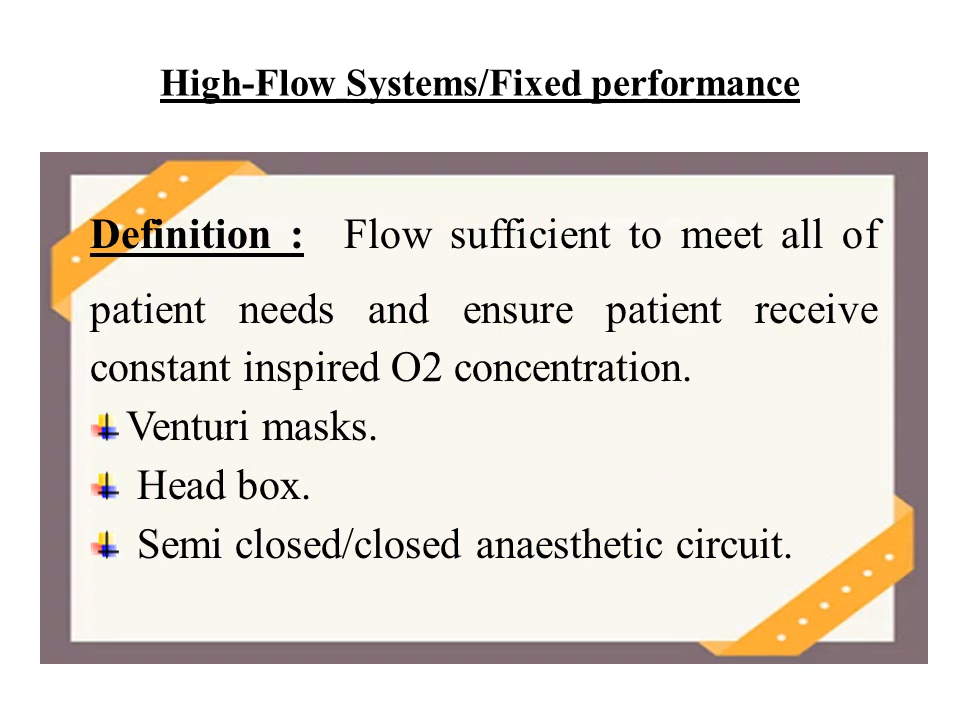 High-Flow Systems/Fixed performance
Definition : Flow sufficient to meet all of
patient needs and ensure patient receive
constant inspired O2 concentration.
Venturi masks.
Head box.
Semi closed/closed anaesthetic circuit.